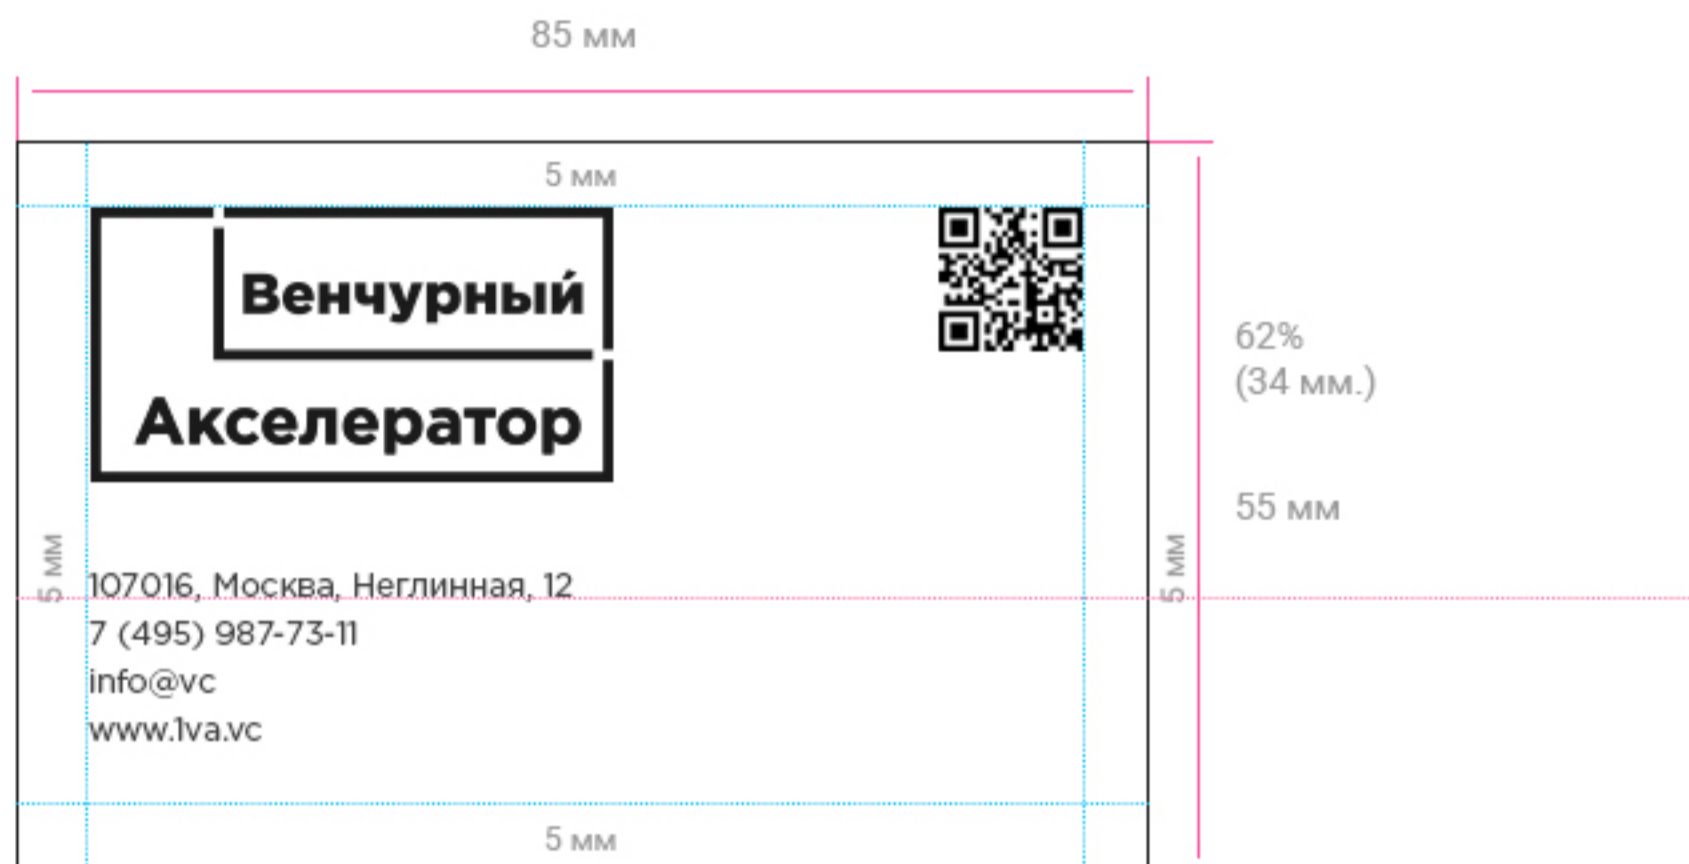 85 мм
5 мм
Венчурный
Акселератор
62%
(34 мм.)
55 мм
5 мм
5 мм
107016, Москва, Неглинная, 12
7 (495) 987-73-11
info@vc
www.1va.vc
5 мм